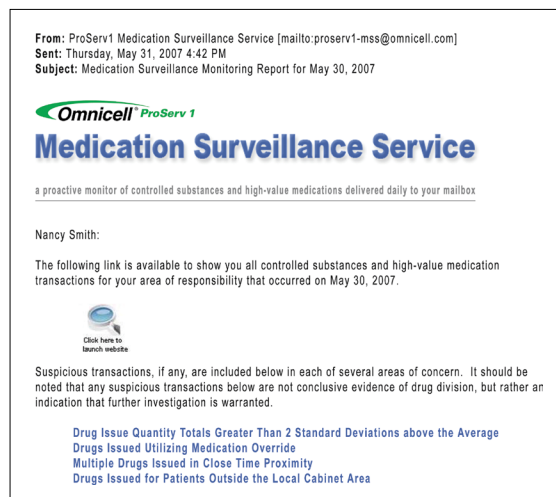 From: ProServ1 Medication Surveillance Service [mailto:proserv1-mss@omnicell.com]
Sent: Thursday, May 31, 2007 4:42 PM
Subject: Medication Surveillance Monitoring Report for May 30, 2007
Omnicell® ProServ 1
Medication Surveillance Service
a proactive monitor of controlled substances and high-value medications delivered daily to your mailbox
Nancy Smith:
The following link is available to show you all controlled substances and high-value medication
transactions for your area of responsibility that occurred on May 30, 2007.
Click here to
launch website
Suspicious transactions, if any, are included below in each of several areas of concern. It should be
noted that any suspicious transactions below are not conclusive evidence of drug division, but rather an
indication that further investigation is warranted.
Drug Issue Quantity Totals Greater Than 2 Standard Deviations above the Average
Drugs Issued Utilizing Medication Override
Multiple Drugs Issued in Close Time Proximity
Drugs Issued for Patients Outside the Local Cabinet Area